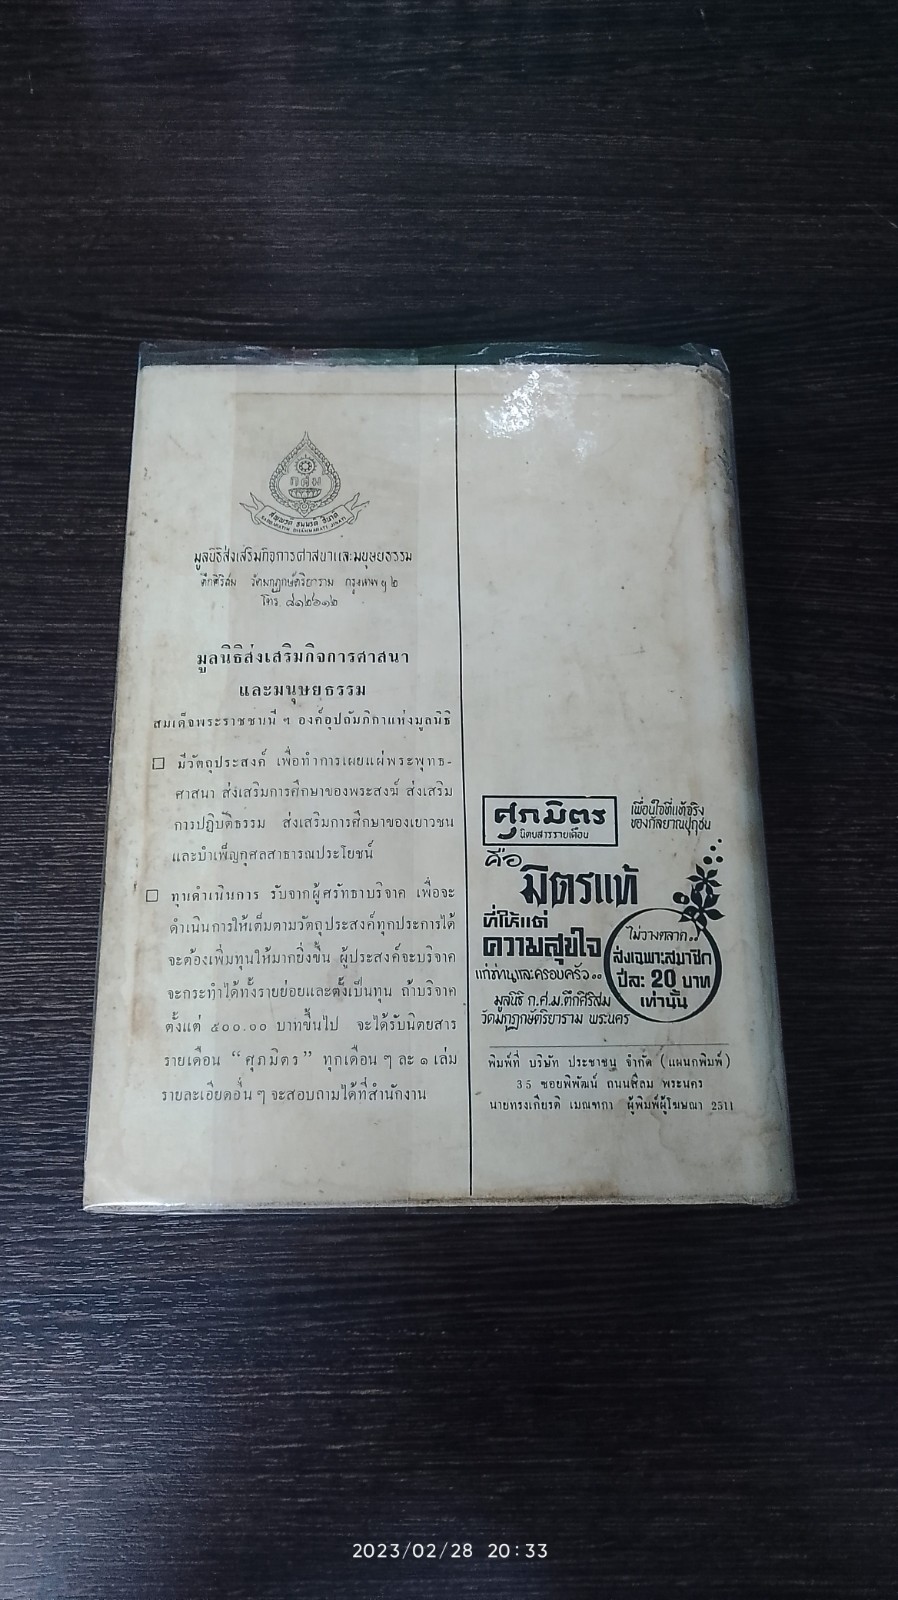 กศม
สพฺพรตึ ธมฺมรติ ชินาติ
SABBARATIM DHAMMARATI JINATI
มูลนิธิส่งเสริมกิจการศาสนาและมนุษยธรรม
ตึกศิริสม วัดมกุฏกษัตริยาราม กรุงเทพ ฯ ๒
โทร. ๘๑๒๖๑๒
มูลนิธิส่งเสริมกิจการศาสนา
และมนุษยธรรม
สมเด็จพระราชชนนี ฯ องค์อุปถัมภิกาแห่งมูลนิธิ
มีวัตถุประสงค์ เพื่อทำการเผยแผ่พระพุทธ-
ศาสนา ส่งเสริมการศึกษาของพระสงฆ์ ส่งเสริม
การปฏิบัติธรรม ส่งเสริมการศึกษาของเยาวชน
และบำเพ็ญกุศลสาธารณประโยชน์
ทุนดำเนินการ รับจากผู้ศรัทธาบริจาค เพื่อจะ
ดำเนินการให้เต็มตามวัตถุประสงค์ทุกประการได้
จะต้องเพิ่มทุนให้มากยิ่งขึ้น ผู้ประสงค์จะบริจาค
จะกระทำได้ทั้งรายย่อยและตั้งเป็นทุน ถ้าบริจาค
ตั้งแต่ ๕๐๐.๐๐ บาทขึ้นไป จะได้รับนิตยสาร
รายเดือน “ศุภมิตร” ทุกเดือน ๆ ละ ๑ เล่ม
รายละเอียดอื่น ๆ จะสอบถามได้ที่สำนักงาน
ศุภมิตร
นิตยสารรายเดือน
เพื่อนใจที่แท้จริง
ของกัลยาณปุถุชน
คือ
มิตรแท้
ที่ให้แต่
ความสุขใจ
แก่ท่านและครอบครัว..
มูลนิธิ ก.ศ.ม. ตึกศิริสม
วัดมกุฏกษัตริยาราม พระนคร
ไม่วางตลาด..
ส่งเฉพาะสมาชิก
ปีละ 20 บาท
เท่านั้น
พิมพ์ที่ บริษัท ประชาชน จำกัด (แผนกพิมพ์)
35 ซอยพิพัฒน์ ถนนสีลม พระนคร
นายทรงเกียรติ เมณฑกา ผู้พิมพ์ผู้โฆษณา 2511
2023/02/28 20:33